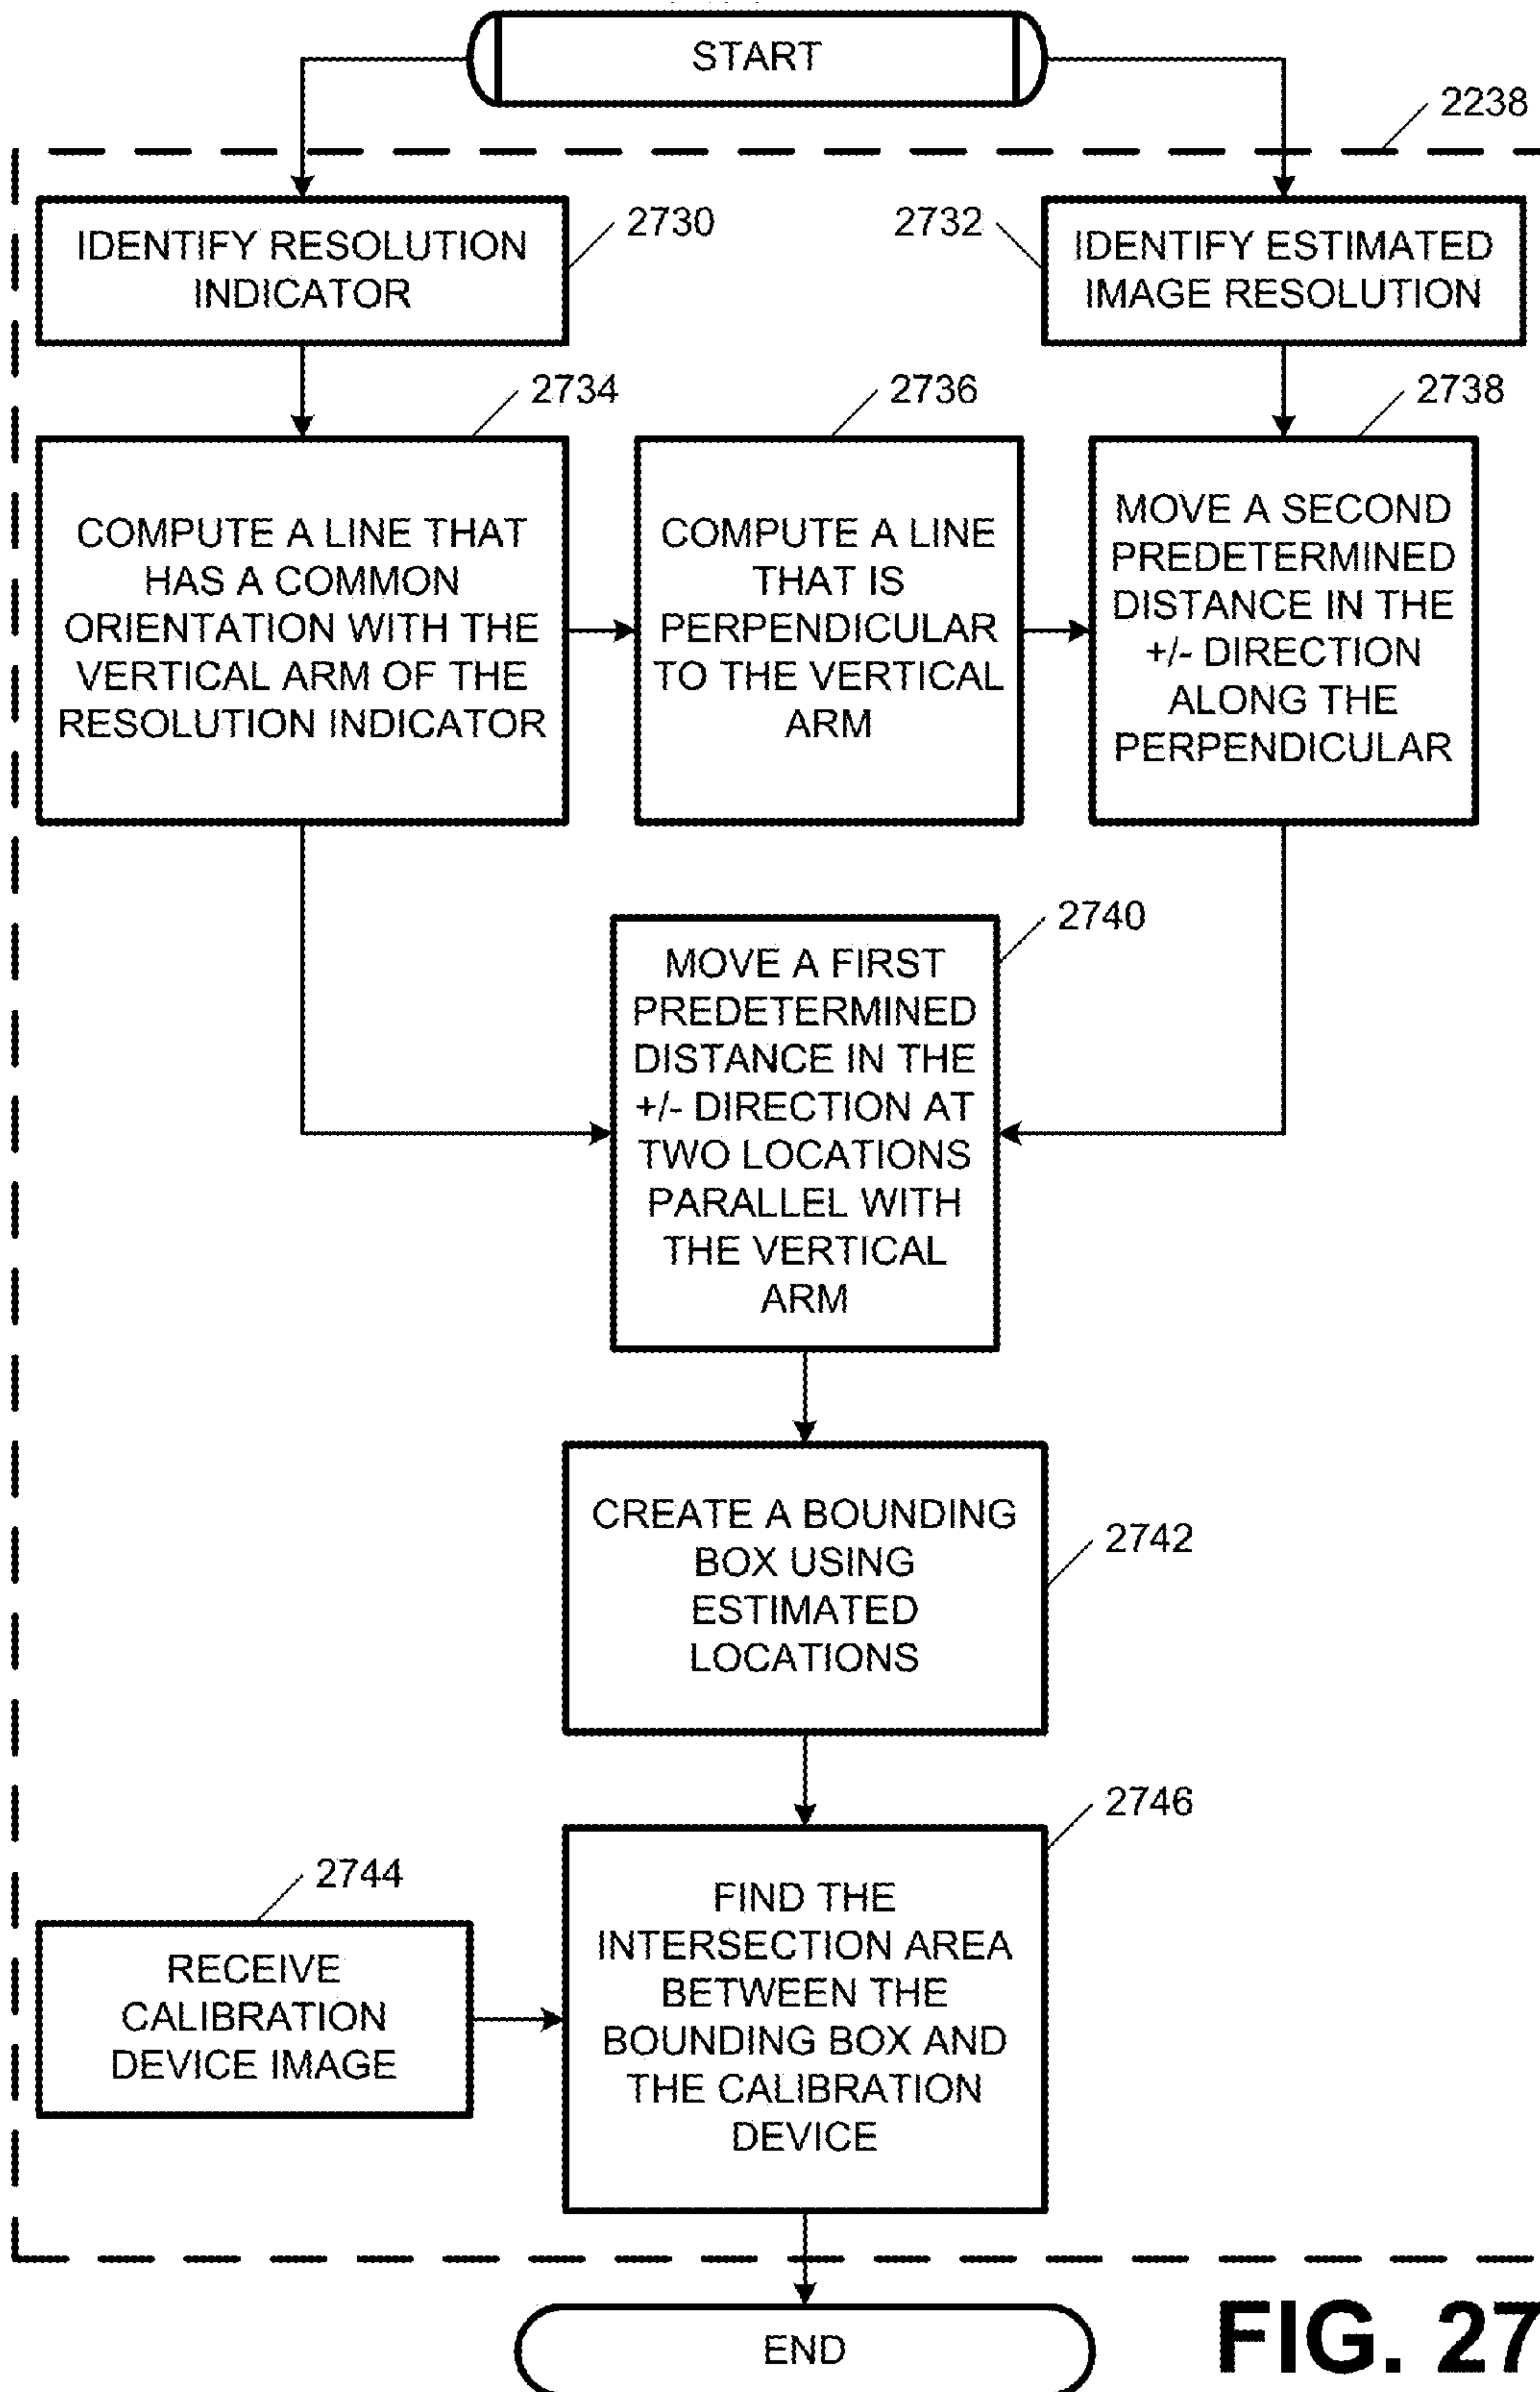 START
2238
IDENTIFY RESOLUTION
INDICATOR
2730
2732
IDENTIFY ESTIMATED
IMAGE RESOLUTION
2734
COMPUTE A LINE THAT
HAS A COMMON
ORIENTATION WITH THE
VERTICAL ARM OF THE
RESOLUTION INDICATOR
2736
COMPUTE A LINE
THAT IS
PERPENDICULAR
TO THE VERTICAL
ARM
2738
MOVE A SECOND
PREDETERMINED
DISTANCE IN THE
+/- DIRECTION
ALONG THE
PERPENDICULAR
2740
MOVE A FIRST
PREDETERMINED
DISTANCE IN THE
+/- DIRECTION AT
TWO LOCATIONS
PARALLEL WITH
THE VERTICAL
ARM
CREATE A BOUNDING
BOX USING
ESTIMATED
LOCATIONS
2742
2744
RECEIVE
CALIBRATION
DEVICE IMAGE
2746
FIND THE
INTERSECTION AREA
BETWEEN THE
BOUNDING BOX AND
THE CALIBRATION
DEVICE
END
FIG. 27